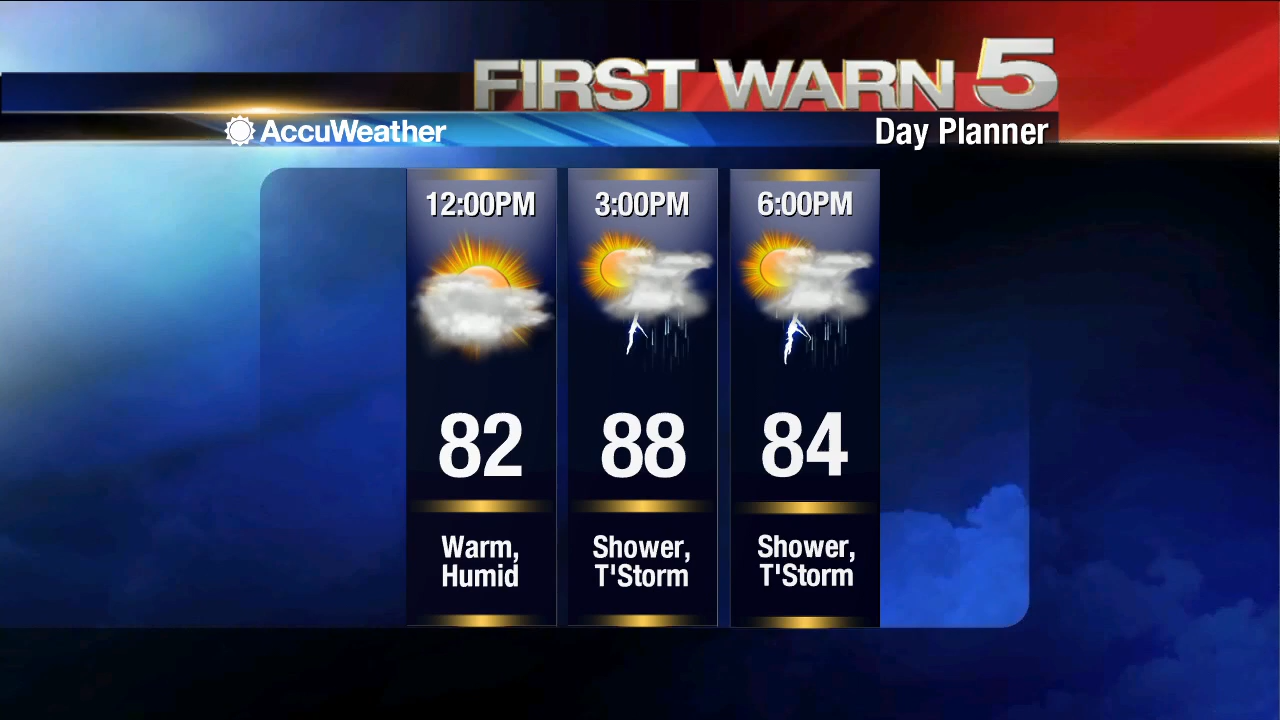 FIRST WARN 5
AccuWeather
Day Planner
12:00PM
3:00PM
6:00PM
82
88
84
Warm,
Humid
Shower,
T'Storm
Shower,
T'Storm